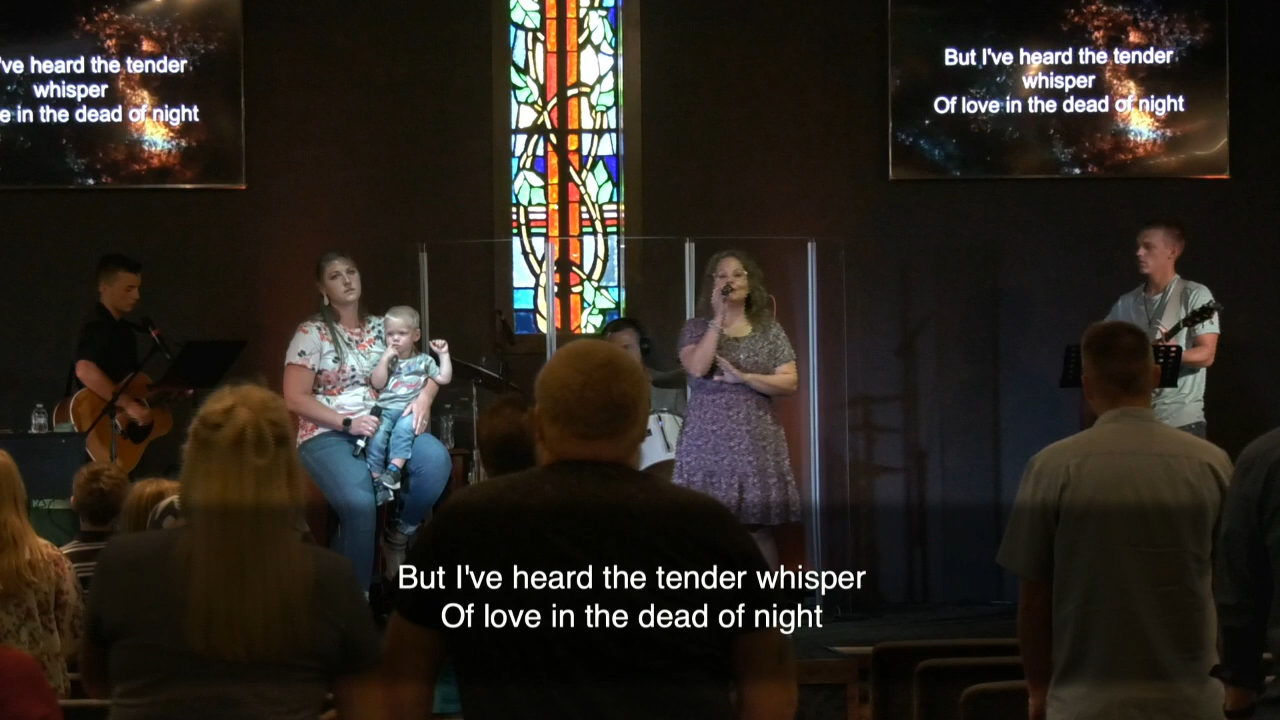 've heard the tender
whisper
e in the dead of night
But I've heard the tender
whisper
Of love in the dead of night
But I've heard the tender whisper
Of love in the dead of night